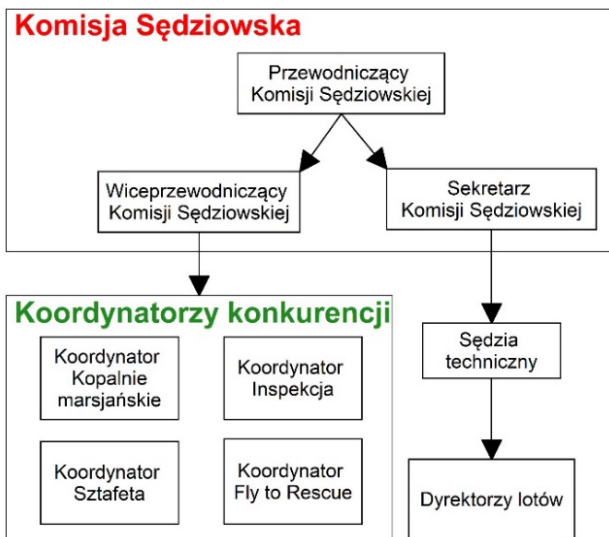 Komisja Sędziowska
Przewodniczący
Komisji Sędziowskiej
Wiceprzewodniczący
Komisji Sędziowskiej
Sekretarz
Komisji Sędziowskiej
Koordynatorzy konkurencji
Koordynator
Kopalnie
marsjańskie
Koordynator
Inspekcja
Koordynator
Sztafeta
Koordynator
Fly to Rescue
Sędzia
techniczny
Dyrektorzy lotów